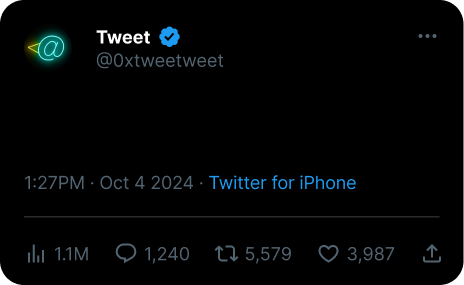 @
Tweet
@0xtweetweet
1:27PM · Oct 4 2024 · Twitter for iPhone
1.1M 1,240 5,579 3,987